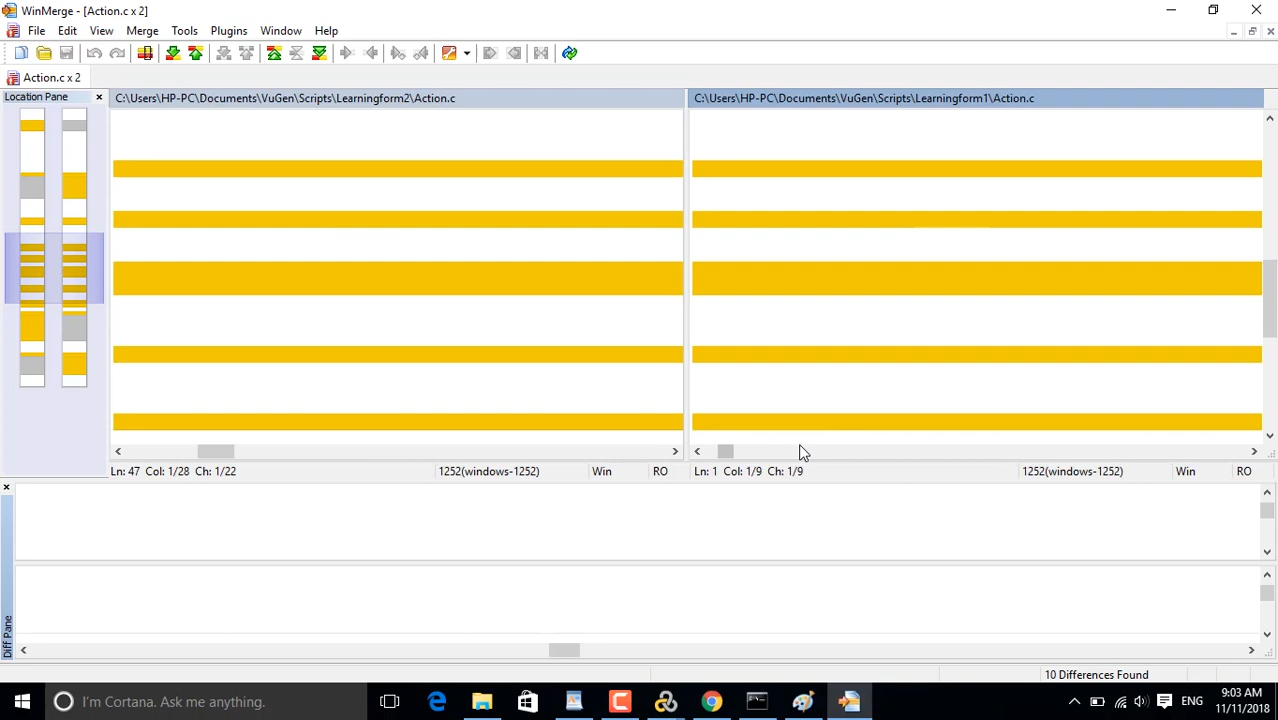 WinMerge - [Action.c x 2]
File Edit View Merge Tools Plugins Window Help
Action.c x 2
Location Pane
C:\Users\HP-PC\Documents\VuGen\Scripts\Learningform2\Action.c
C:\Users\HP-PC\Documents\VuGen\Scripts\Learningform1\Action.c
Ln: 47 Col: 1/28 Ch: 1/22
1252(windows-1252)
Win
RO
Ln: 1 Col: 1/9 Ch: 1/9
1252(windows-1252)
Win
RO
Diff Pane
10 Differences Found
I'm Cortana. Ask me anything.
ENG
9:03 AM
11/11/2018